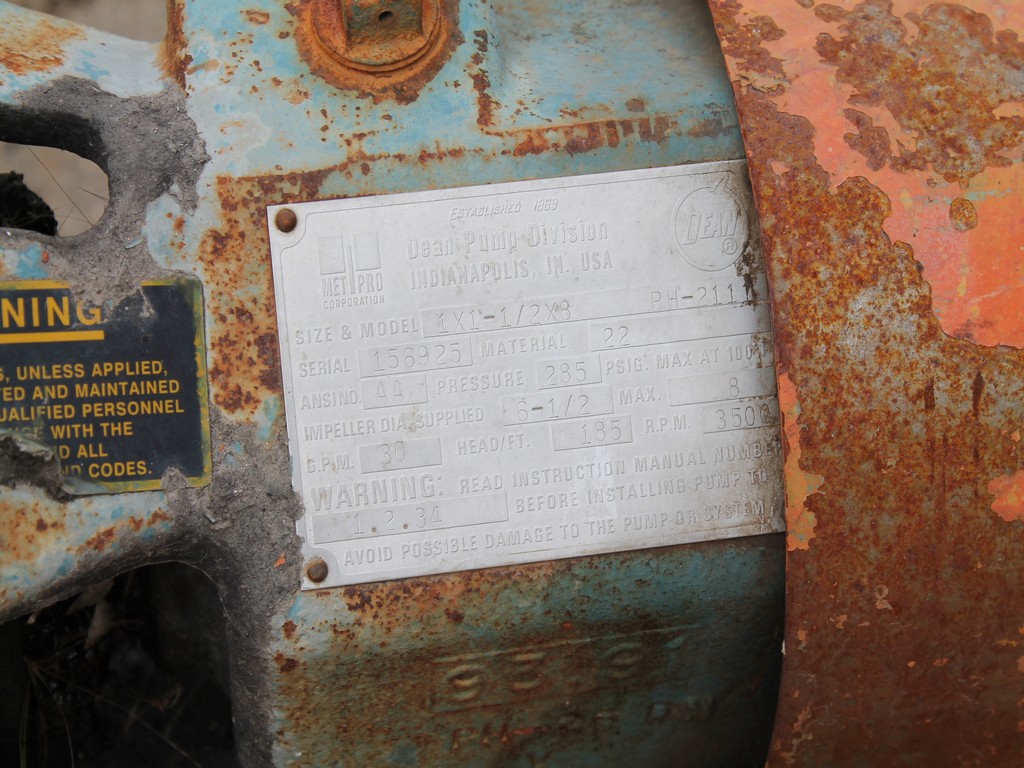 ESTABLISHED 1869
MET PRO
CORPORATION
Dean Pump Division
INDIANAPOLIS, IN. USA
DEAN ®
SIZE & MODEL 1X1-1/2X8 PH-211
SERIAL 156925 MATERIAL 22
ANSI NO. AA PRESSURE 285 PSIG. MAX AT 100
IMPELLER DIA. SUPPLIED 6-1/2 MAX. 8
G.P.M. 30 HEAD/FT. 185 R.P.M. 3500
WARNING: READ INSTRUCTION MANUAL NUMBER
1.2.34 BEFORE INSTALLING PUMP TO
AVOID POSSIBLE DAMAGE TO THE PUMP OR SYSTEM
NING
S, UNLESS APPLIED,
TED AND MAINTAINED
UALIFIED PERSONNEL
WITH THE
D ALL
CODES.